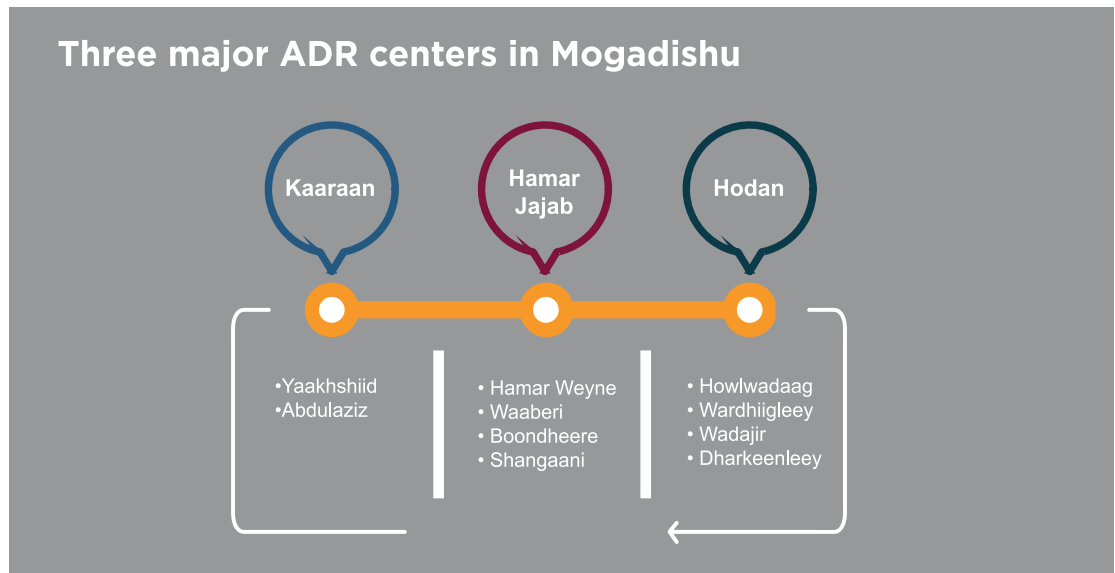 Three major ADR centers in Mogadishu
Kaaraan
Hamar
Jajab
Hodan
•Yaakhshiid
•Abdulaziz
• Hamar Weyne
• Waaberi
• Boondheere
• Shangaani
• Howlwadaag
• Wardhiigleey
• Wadajir
• Dharkeenleey